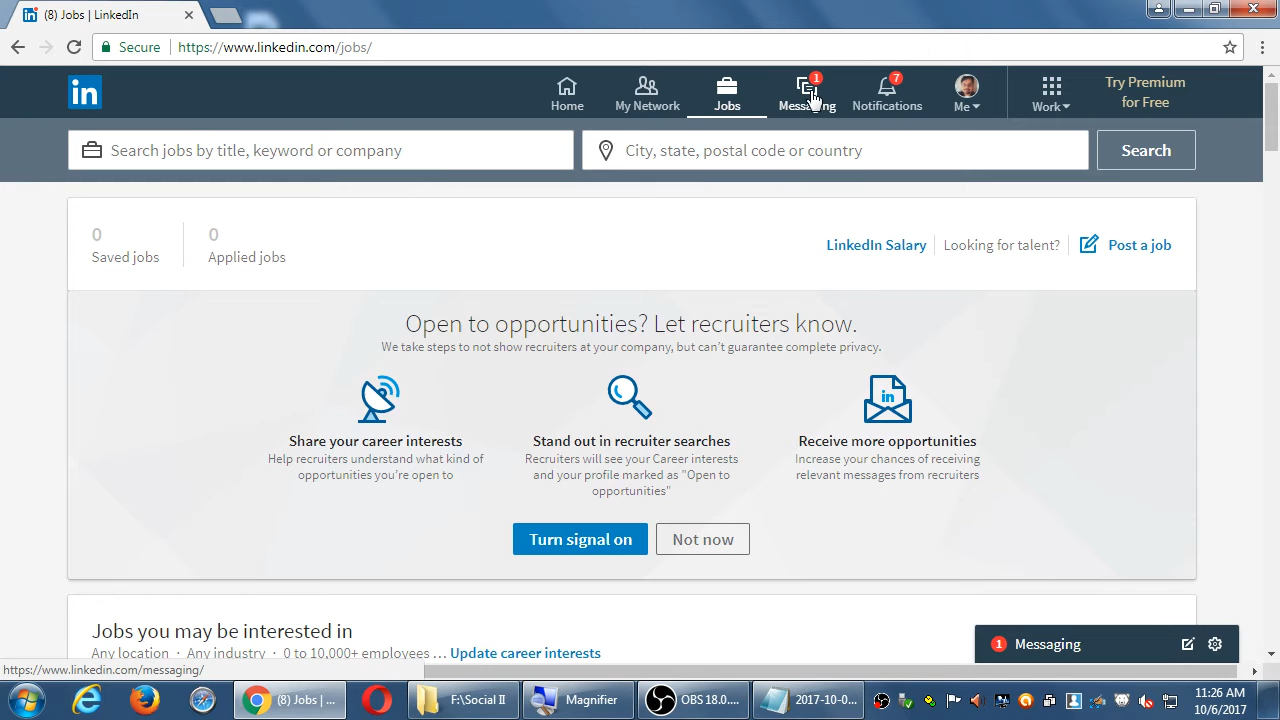 (8) Jobs | LinkedIn
Secure https://www.linkedin.com/jobs/
in
Home
My Network
Jobs
1
Messaging
7
Notifications
Me
Work
Try Premium
for Free
Search jobs by title, keyword or company
City, state, postal code or country
Search
0
Saved jobs
0
Applied jobs
LinkedIn Salary
Looking for talent?
Post a job
Open to opportunities? Let recruiters know.
We take steps to not show recruiters at your company, but can't guarantee complete privacy.
in
Share your career interests
Help recruiters understand what kind of
opportunities you're open to
Stand out in recruiter searches
Recruiters will see your Career interests
and your profile marked as "Open to
opportunities"
Receive more opportunities
Increase your chances of receiving
relevant messages from recruiters
Turn signal on
Not now
Jobs you may be interested in
Any location · Any industry · 0 to 10,000+ employees ... Update career interests
1 Messaging
https://www.linkedin.com/messaging/
(8) Jobs | ...
F:\Social II
Magnifier
OBS 18.0....
2017-10-0...
11:26 AM
10/6/2017